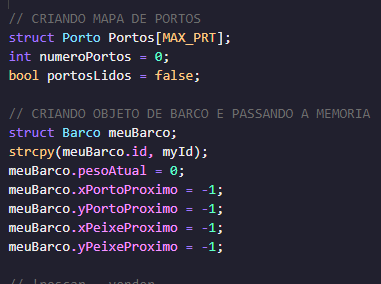 // CRIANDO MAPA DE PORTOS
struct Porto Portos[MAX_PRT];
int numeroPortos = 0;
bool portosLidos = false;
// CRIANDO OBJETO DE BARCO E PASSANDO A MEMORIA
struct Barco meuBarco;
strcpy(meuBarco.id, myId);
meuBarco.pesoAtual = 0;
meuBarco.xPortoProximo = -1;
meuBarco.yPortoProximo = -1;
meuBarco.xPeixeProximo = -1;
meuBarco.yPeixeProximo = -1;